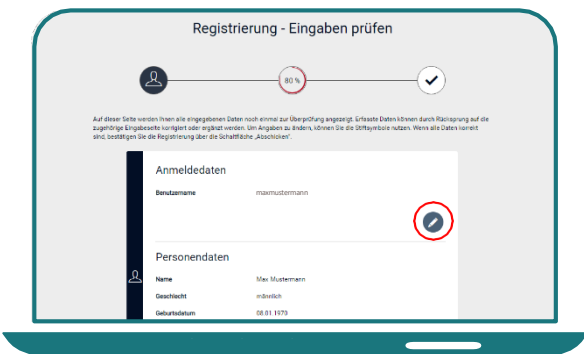 Registrierung - Eingaben prüfen
80 %
Auf dieser Seite werden Ihnen alle eingegebenen Daten noch einmal zur Überprüfung angezeigt. Erfasste Daten können durch Rücksprung auf die
zugehörige Eingabeseite korrigiert oder ergänzt werden. Um Angaben zu ändern, können Sie die Stiftsymbole nutzen. Wenn alle Daten korrekt
sind, bestätigen Sie die Registrierung über die Schaltfläche „Abschicken".
Anmeldedaten
Benutzername maxmustermann
Personendaten
Name Max Mustermann
Geschlecht männlich
Geburtsdatum 08.01.1970